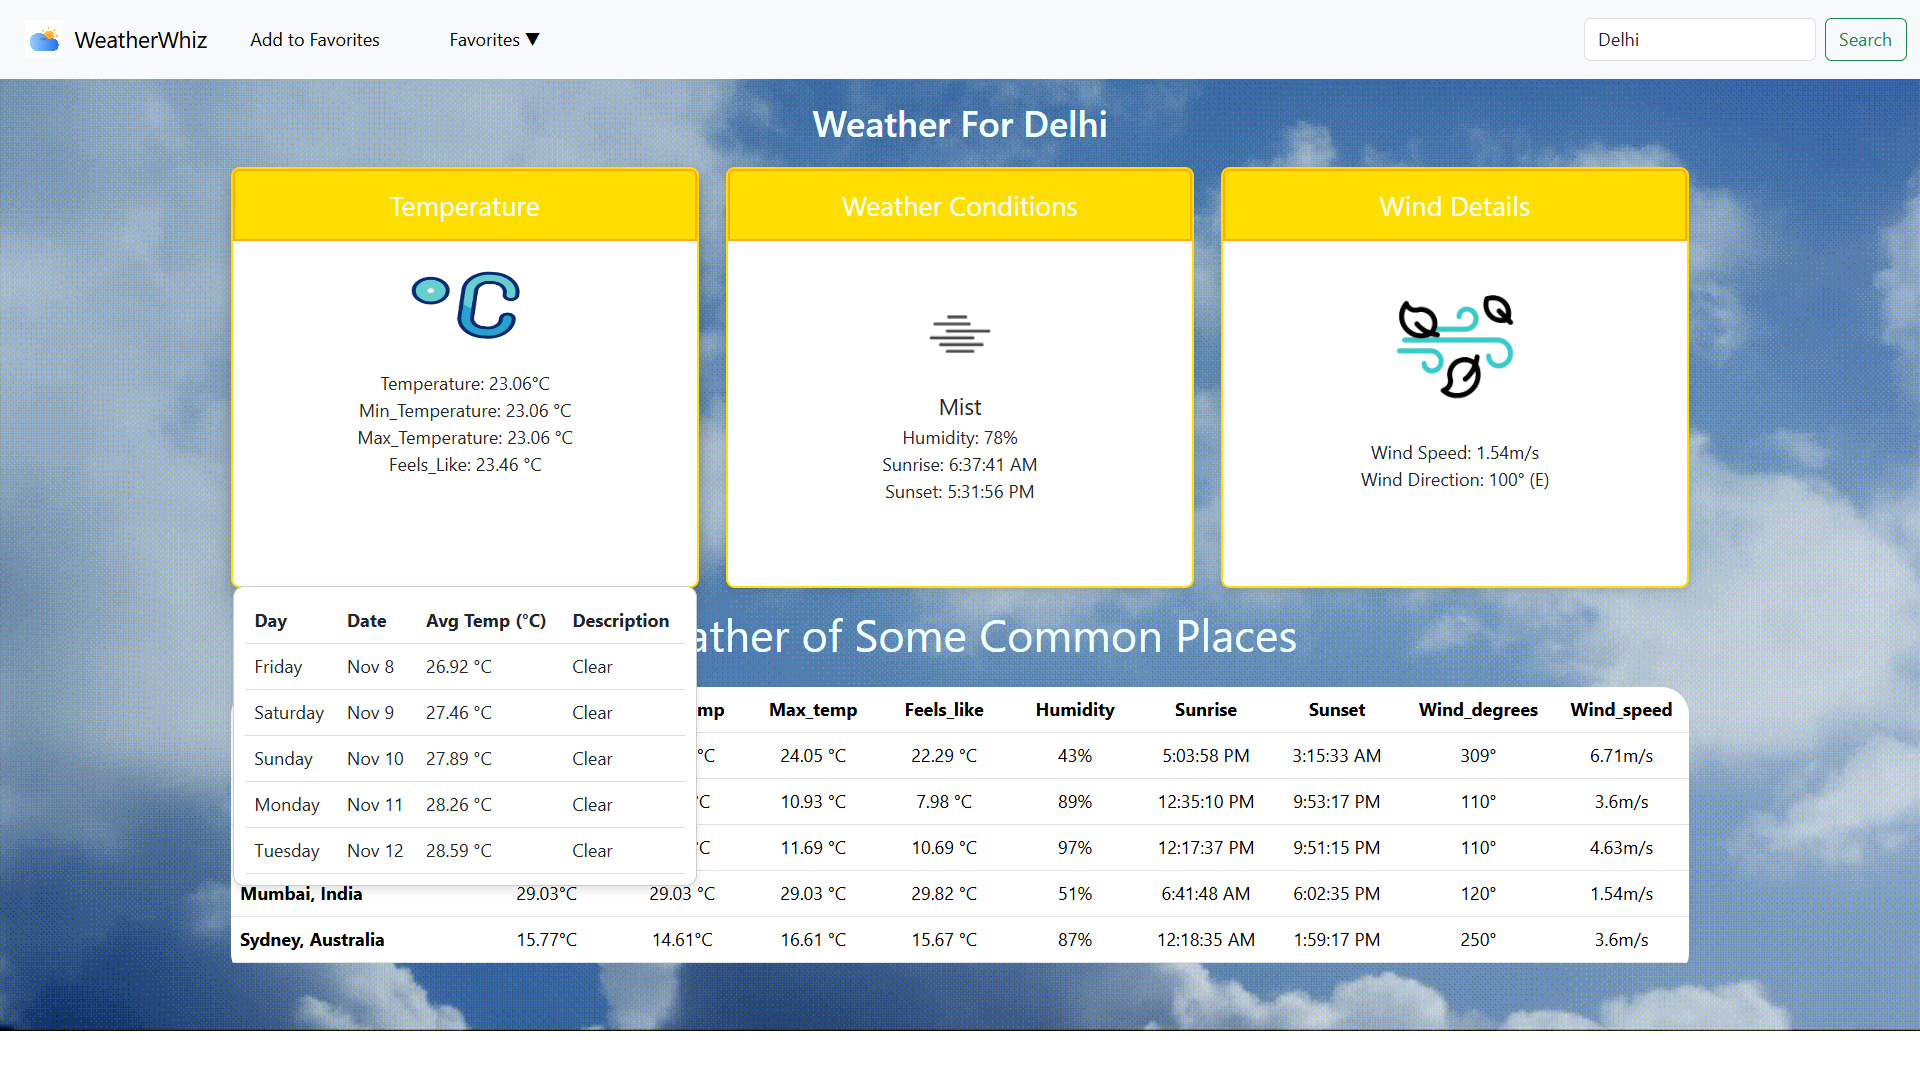 WeatherWhiz Add to Favorites Favorites ▼ Delhi Search
Weather For Delhi
Temperature
°C
Temperature: 23.06°C
Min_Temperature: 23.06 °C
Max_Temperature: 23.06 °C
Feels_Like: 23.46 °C
Weather Conditions
Mist
Humidity: 78%
Sunrise: 6:37:41 AM
Sunset: 5:31:56 PM
Wind Details
Wind Speed: 1.54m/s
Wind Direction: 100° (E)
Day Date Avg Temp (°C) Description
Friday Nov 8 26.92 °C Clear
Saturday Nov 9 27.46 °C Clear
Sunday Nov 10 27.89 °C Clear
Monday Nov 11 28.26 °C Clear
Tuesday Nov 12 28.59 °C Clear
ather of Some Common Places
mp Max_temp Feels_like Humidity Sunrise Sunset Wind_degrees Wind_speed
°C 24.05 °C 22.29 °C 43% 5:03:58 PM 3:15:33 AM 309° 6.71m/s
°C 10.93 °C 7.98 °C 89% 12:35:10 PM 9:53:17 PM 110° 3.6m/s
°C 11.69 °C 10.69 °C 97% 12:17:37 PM 9:51:15 PM 110° 4.63m/s
Mumbai, India 29.03°C 29.03 °C 29.03 °C 29.82 °C 51% 6:41:48 AM 6:02:35 PM 120° 1.54m/s
Sydney, Australia 15.77°C 14.61°C 16.61 °C 15.67 °C 87% 12:18:35 AM 1:59:17 PM 250° 3.6m/s